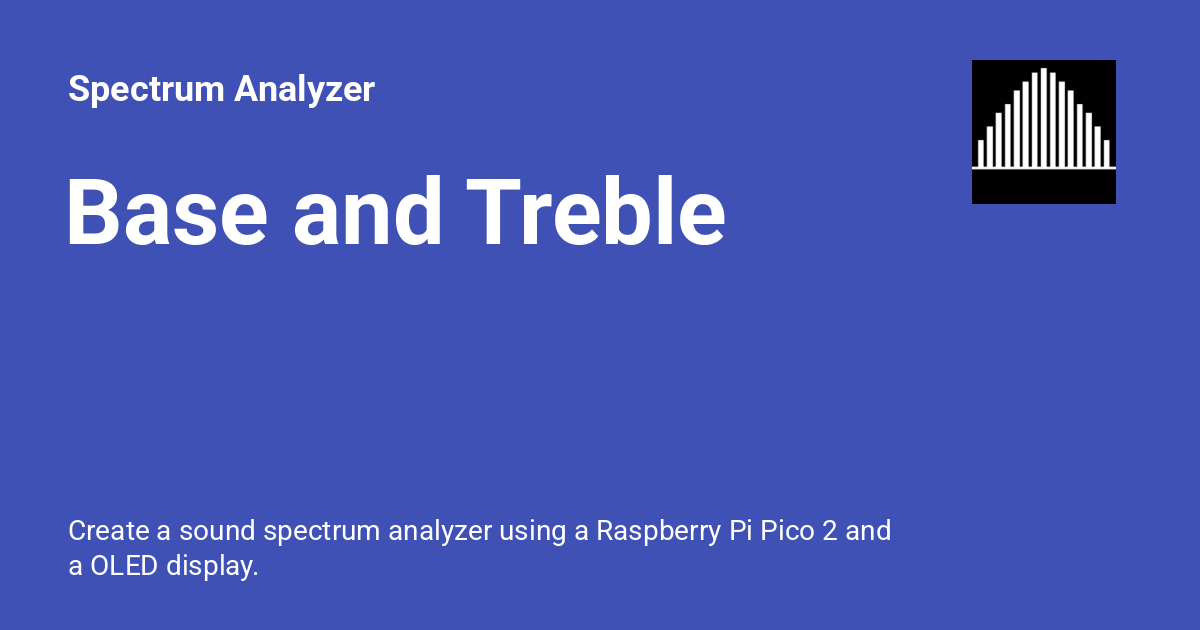 Spectrum Analyzer
Base and Treble
Create a sound spectrum analyzer using a Raspberry Pi Pico 2 and
a OLED display.